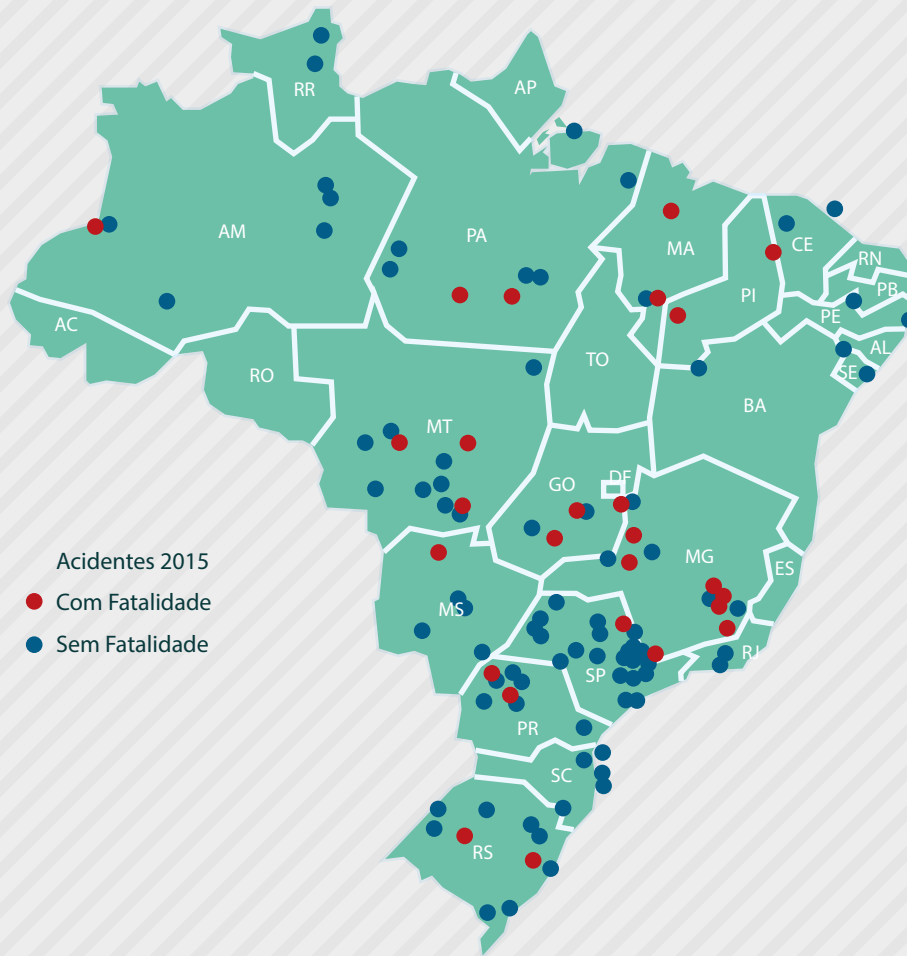 RR
AP
AM
PA
MA
CE
RN
PI
PB
PE
AC
AL
TO
SE
RO
BA
MT
DF
GO
MG
ES
Acidentes 2015
Com Fatalidade
MS
Sem Fatalidade
RJ
SP
PR
SC
RS